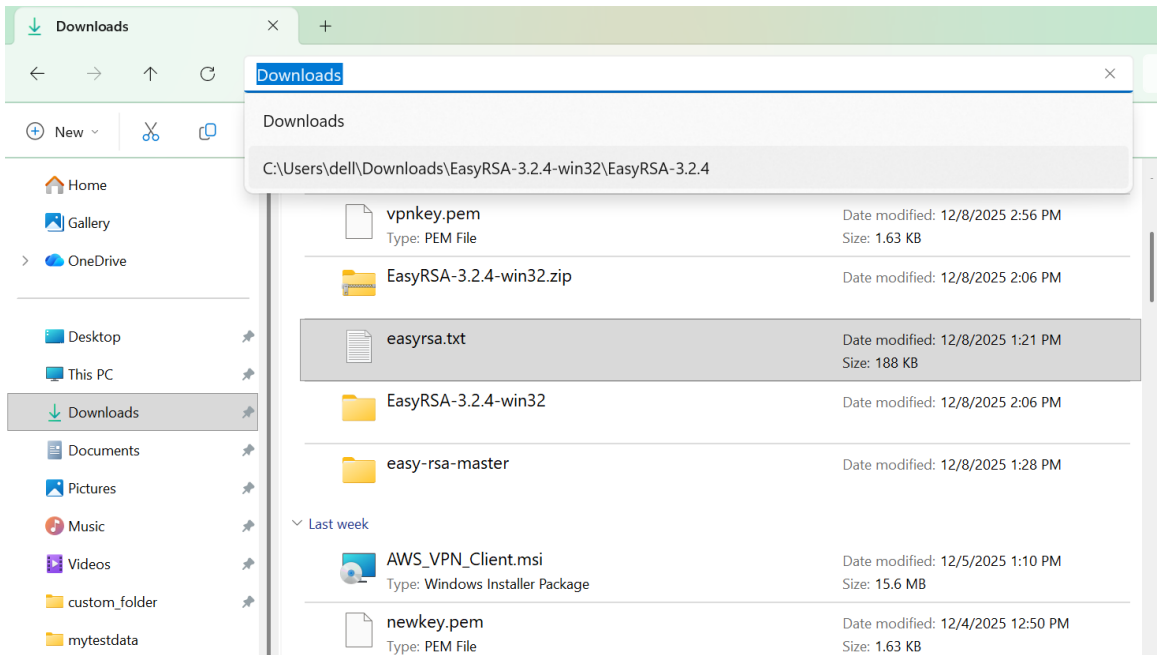 Downloads
Downloads
Downloads
C:\Users\dell\Downloads\EasyRSA-3.2.4-win32\EasyRSA-3.2.4
New
Home
Gallery
OneDrive
Desktop
This PC
Downloads
Documents
Pictures
Music
Videos
custom_folder
mytestdata
vpnkey.pem
Date modified: 12/8/2025 2:56 PM
Type: PEM File
Size: 1.63 KB
EasyRSA-3.2.4-win32.zip
Date modified: 12/8/2025 2:06 PM
easyrsa.txt
Date modified: 12/8/2025 1:21 PM
Size: 188 KB
EasyRSA-3.2.4-win32
Date modified: 12/8/2025 2:06 PM
easy-rsa-master
Date modified: 12/8/2025 1:28 PM
Last week
AWS_VPN_Client.msi
Date modified: 12/5/2025 1:10 PM
Type: Windows Installer Package
Size: 15.6 MB
newkey.pem
Date modified: 12/4/2025 12:50 PM
Type: PEM File
Size: 1.63 KB